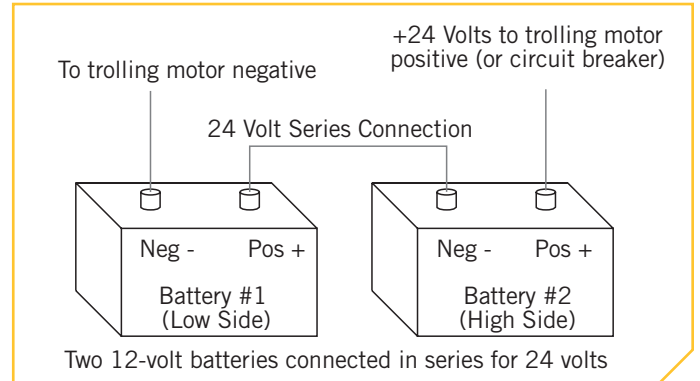 +24 Volts to trolling motor
positive (or circuit breaker)
To trolling motor negative
24 Volt Series Connection
Neg -
Pos +
Neg -
Pos +
Battery #1
(Low Side)
Battery #2
(High Side)
Two 12-volt batteries connected in series for 24 volts